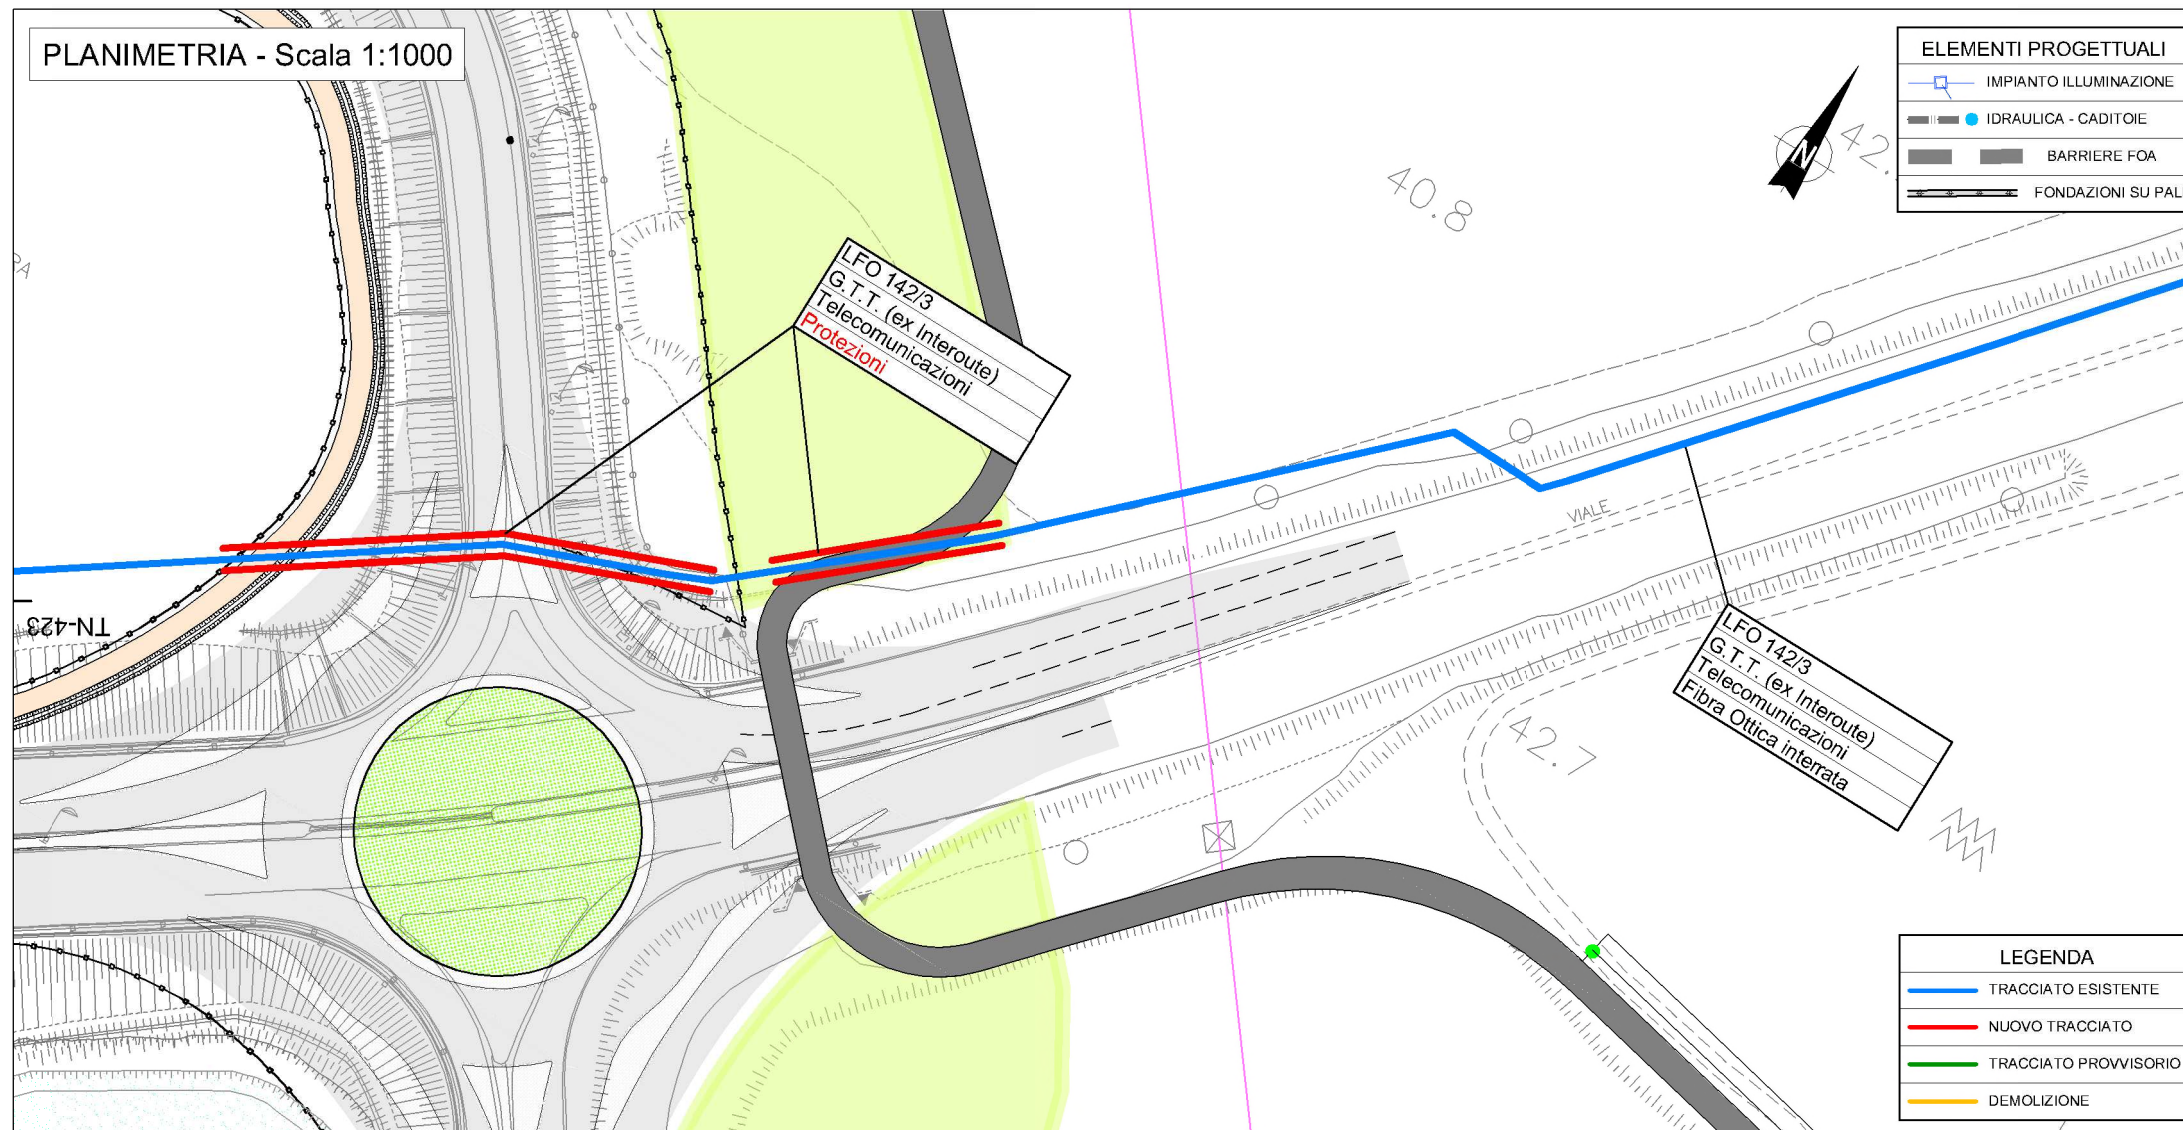 PLANIMETRIA - Scala 1:1000
ELEMENTI PROGETTUALI
IMPIANTO ILLUMINAZIONE
IDRAULICA - CADITOIE
BARRIERE FOA
FONDAZIONI SU PAL
N
42.
40.8
RA
LFO 142/3
G.T.T. (ex Interoute)
Telecomunicazioni
Protezioni
VIALE
TN-423
LFO 142/3
G.T.T. (ex Interoute)
Telecomunicazioni
Fibra Ottica interrata
42.7
LEGENDA
TRACCIATO ESISTENTE
NUOVO TRACCIATO
TRACCIATO PROVVISORIO
DEMOLIZIONE